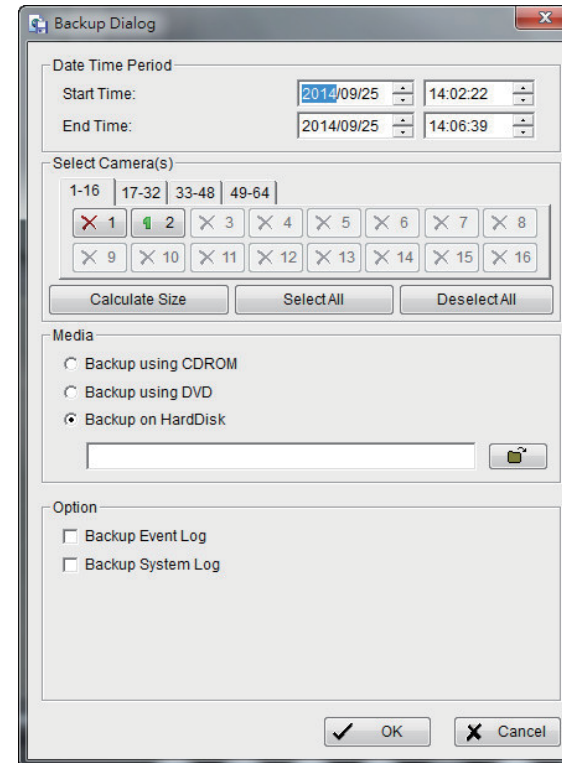 Backup Dialog
Date Time Period
Start Time: 2014/09/25 14:02:22
End Time: 2014/09/25 14:06:39
Select Camera(s)
1-16 17-32 33-48 49-64
1 2 3 4 5 6 7 8
9 10 11 12 13 14 15 16
Calculate Size Select All Deselect All
Media
Backup using CDROM
Backup using DVD
Backup on HardDisk
Option
Backup Event Log
Backup System Log
OK Cancel